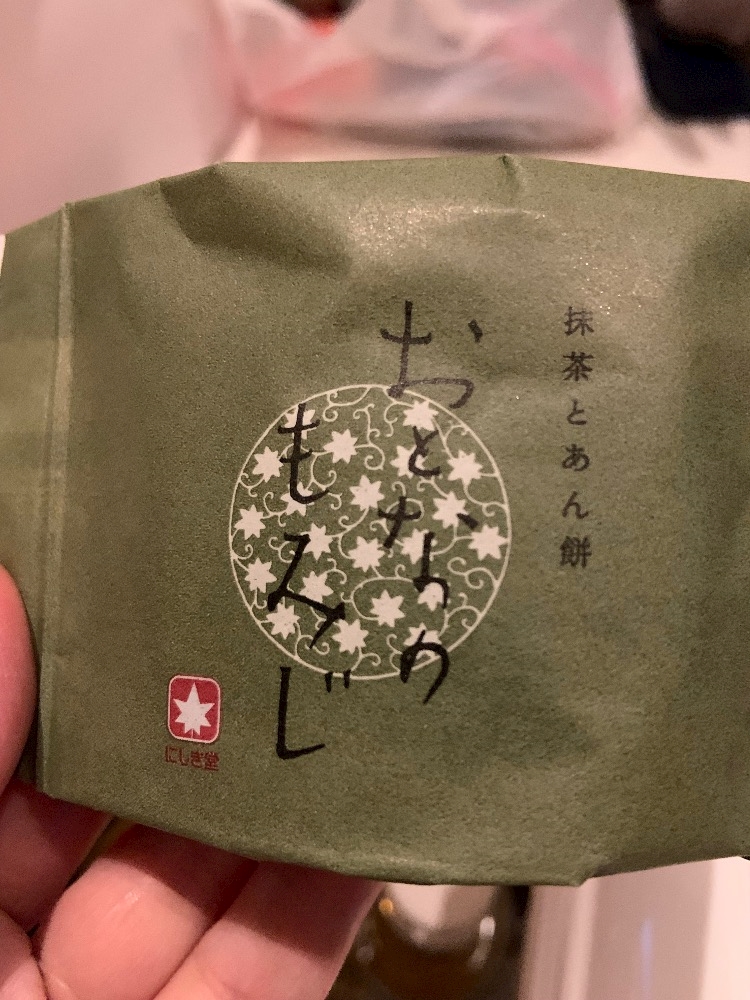 抹茶とあん餅
おとなの
もみじ
にしき堂